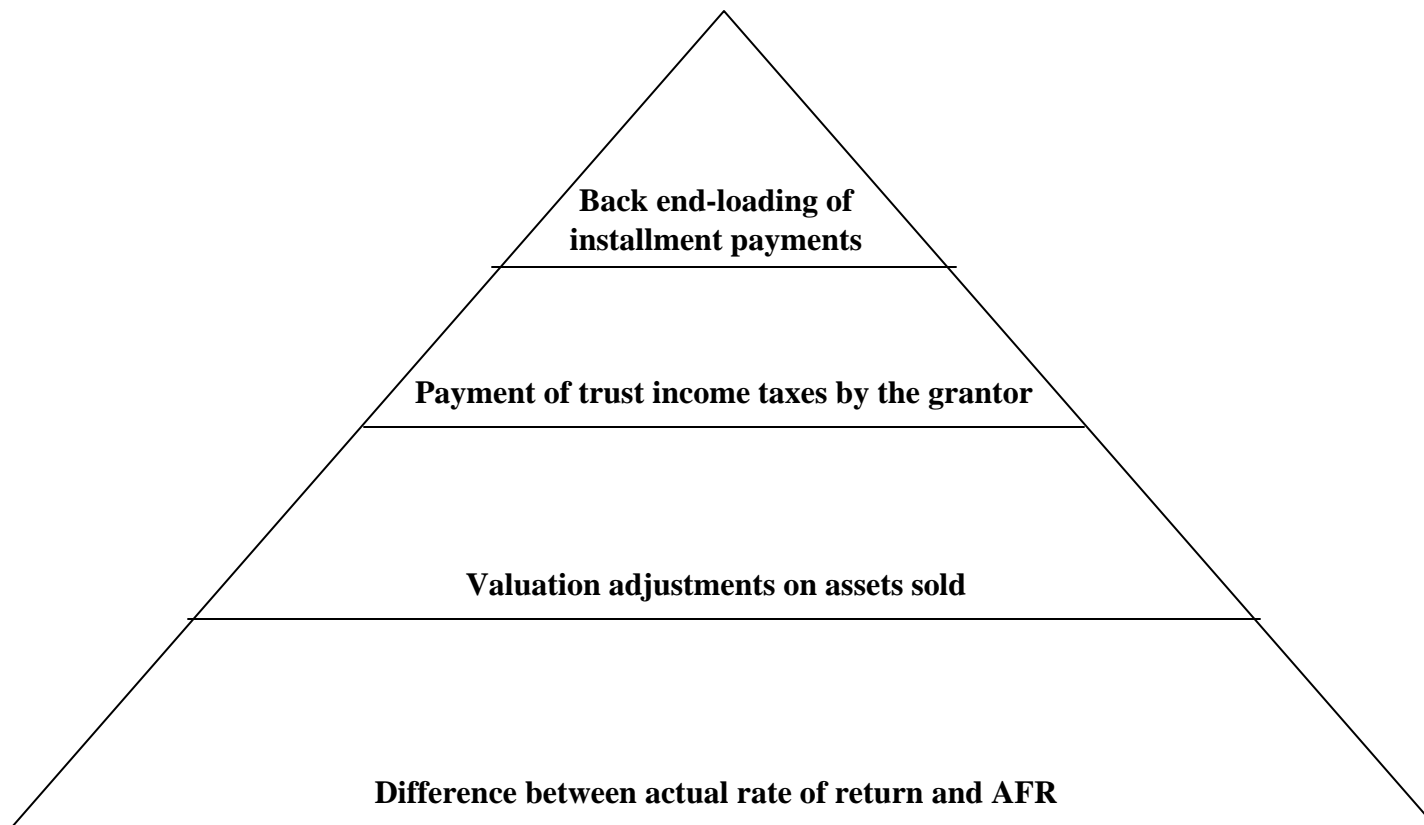 Back end-loading of
installment payments
Payment of trust income taxes by the grantor
Valuation adjustments on assets sold
Difference between actual rate of return and AFR